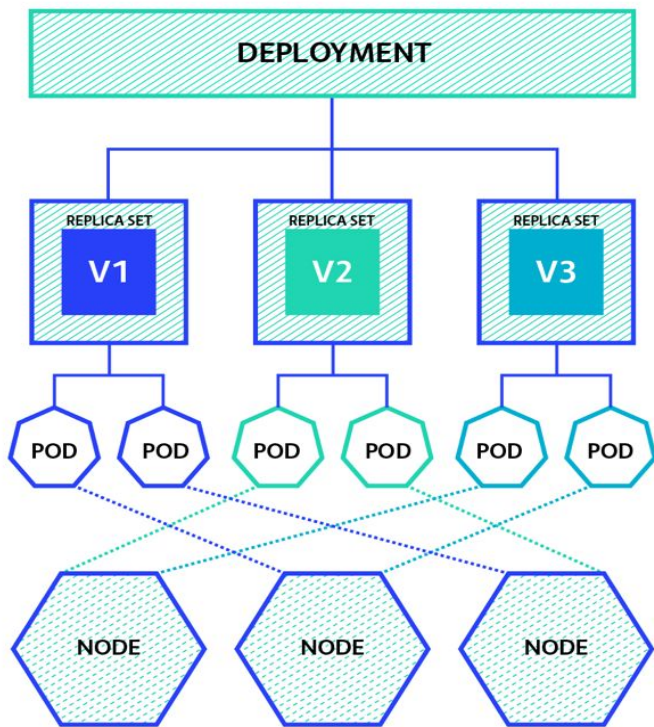 DEPLOYMENT
REPLICA SET
V1
REPLICA SET
V2
REPLICA SET
V3
POD
POD
POD
POD
POD
POD
NODE
NODE
NODE